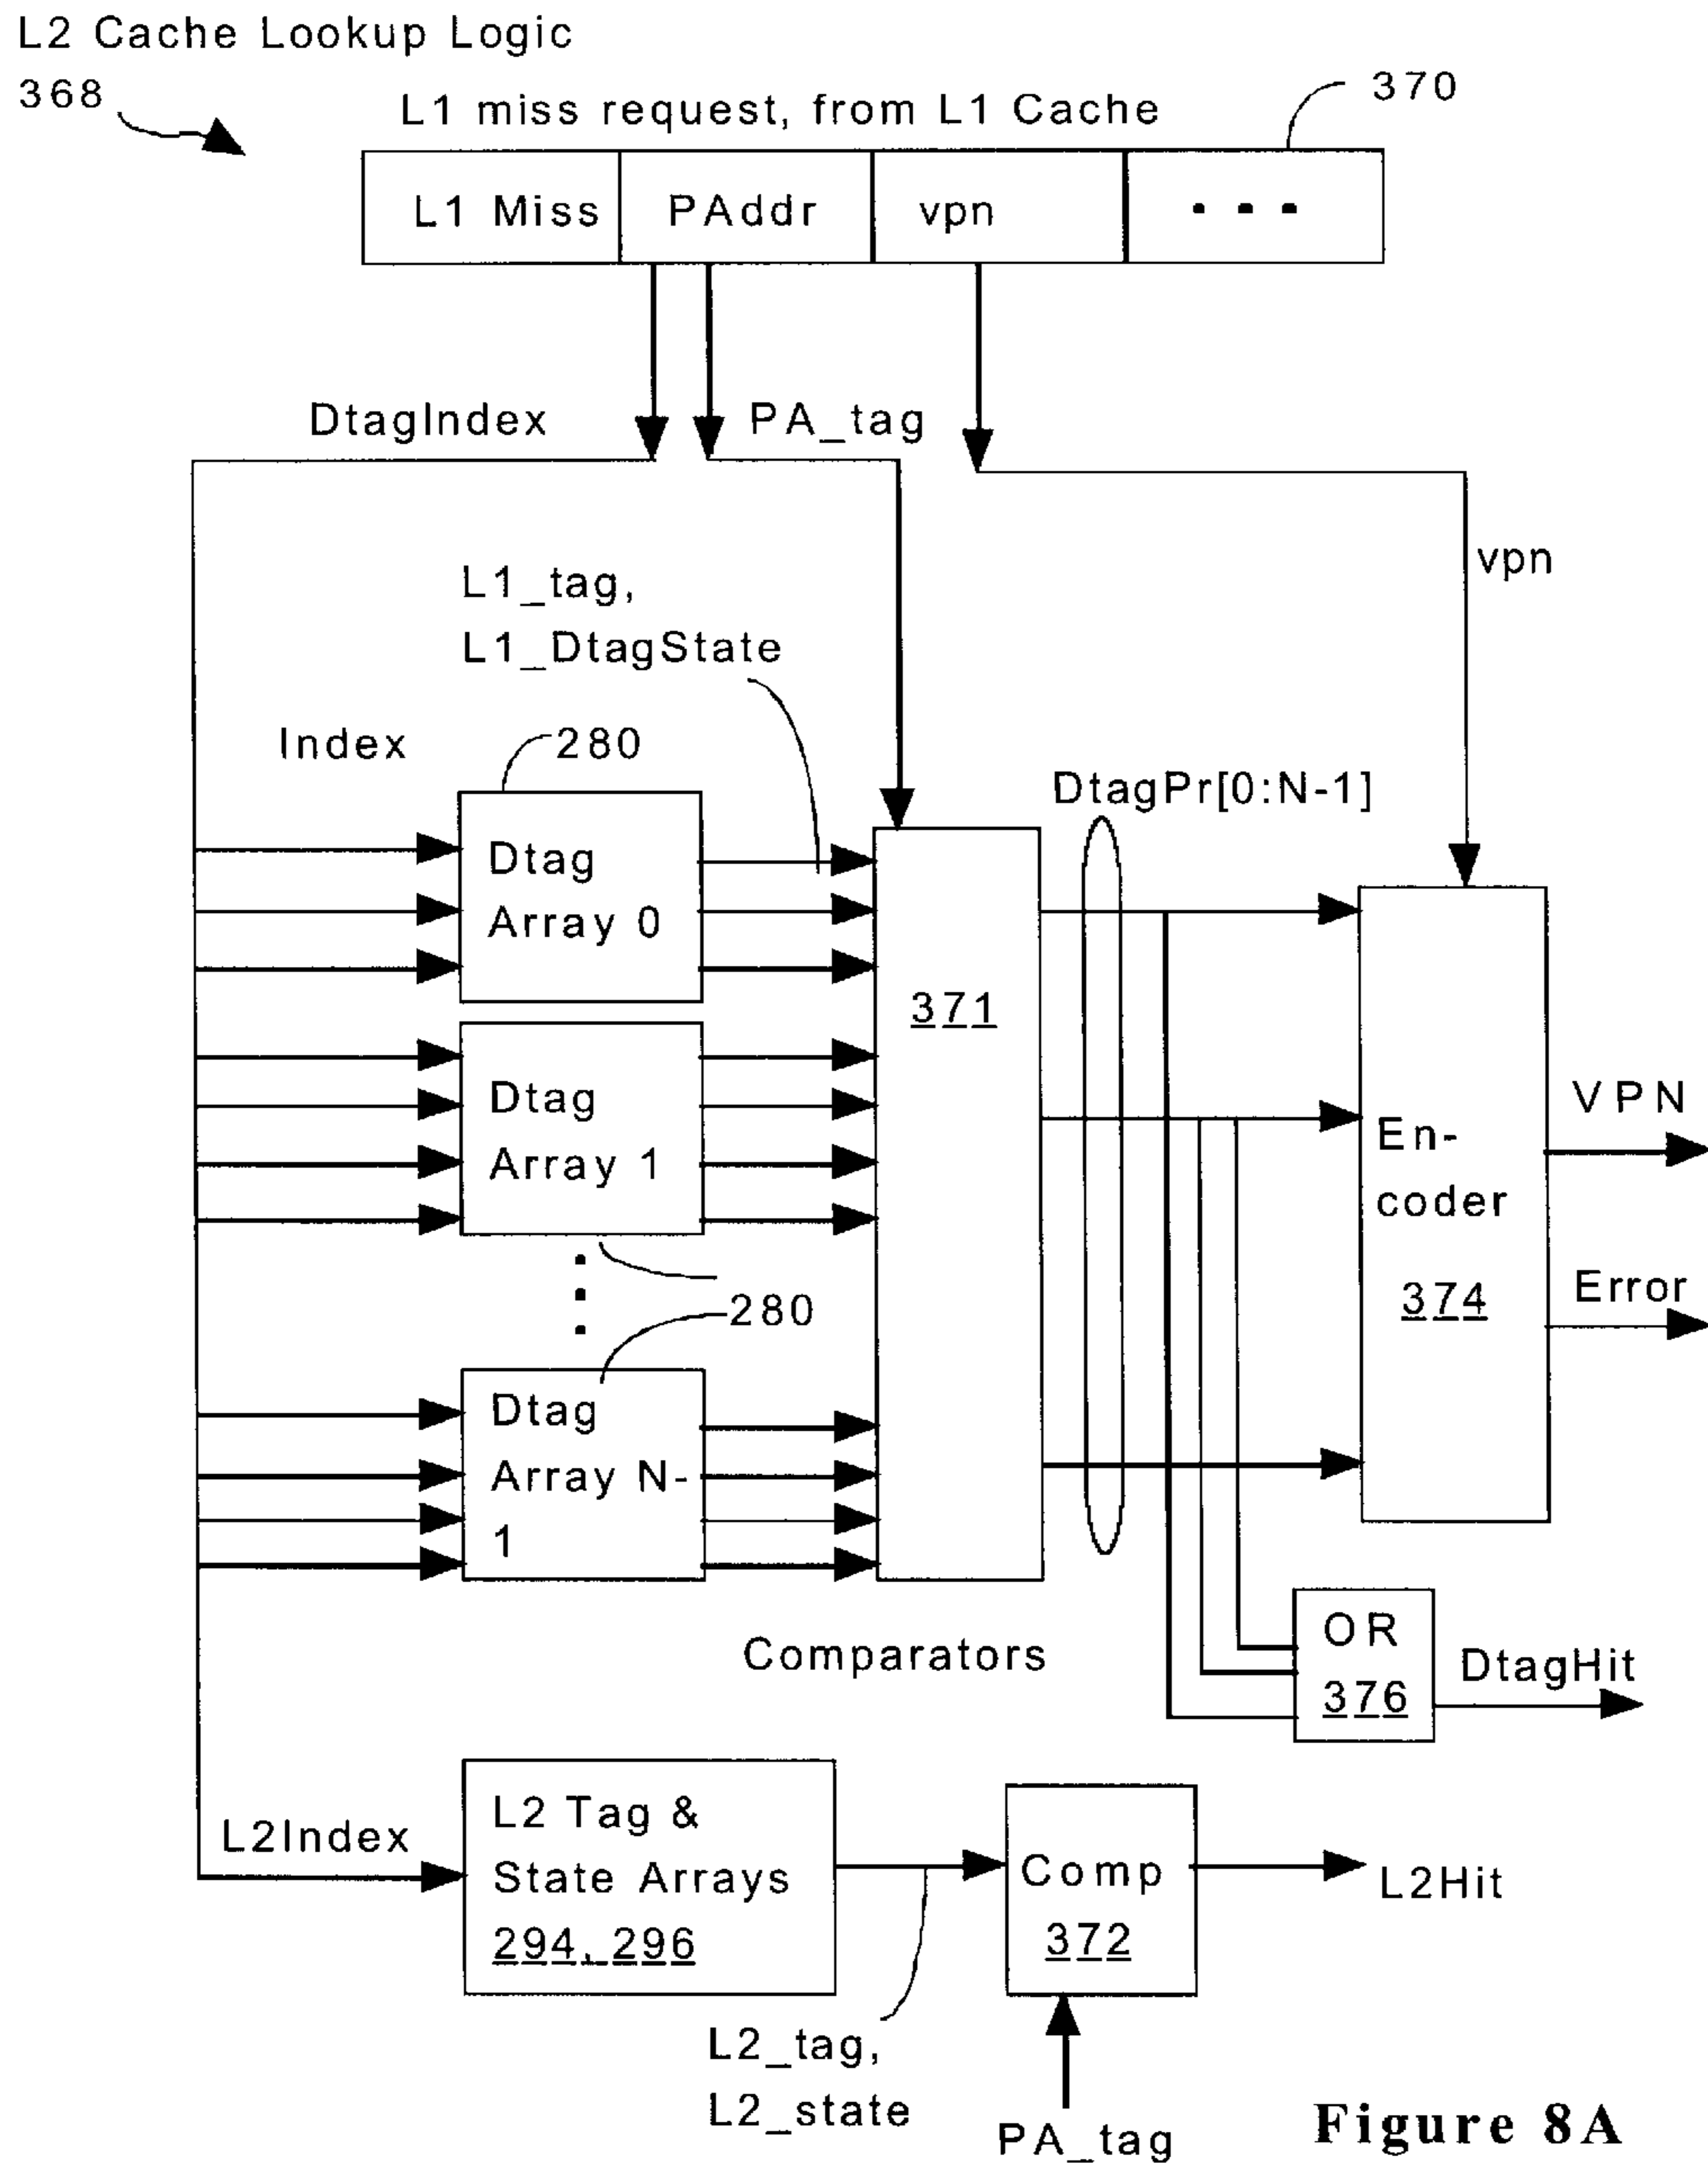 L2 Cache Lookup Logic
368
L1 miss request, from L1 Cache
370
L1 Miss
PAddr
vpn
...
DtagIndex
PA_tag
vpn
L1_tag,
L1_DtagState
Index
280
DtagPr[0:N-1]
Dtag
Array 0
371
Dtag
Array 1
VPN
En-
coder
374
Error
280
Dtag
Array N-
1
Comparators
OR
376
DtagHit
L2Index
L2 Tag &
State Arrays
294, 296
Comp
372
L2Hit
L2_tag,
L2_state
PA_tag
Figure 8A